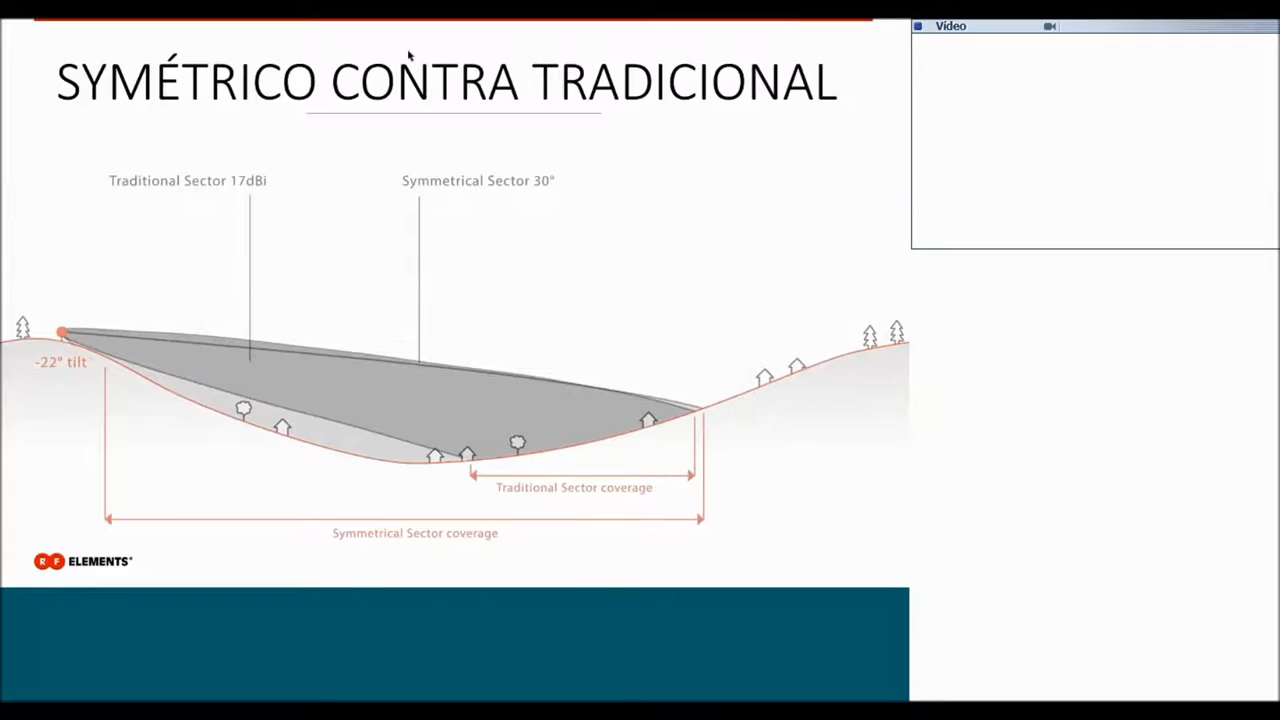 Vídeo
SYMÉTRICO CONTRA TRADICIONAL
Traditional Sector 17dBi
Symmetrical Sector 30°
-22° tilt
Traditional Sector coverage
Symmetrical Sector coverage
R F ELEMENTS®